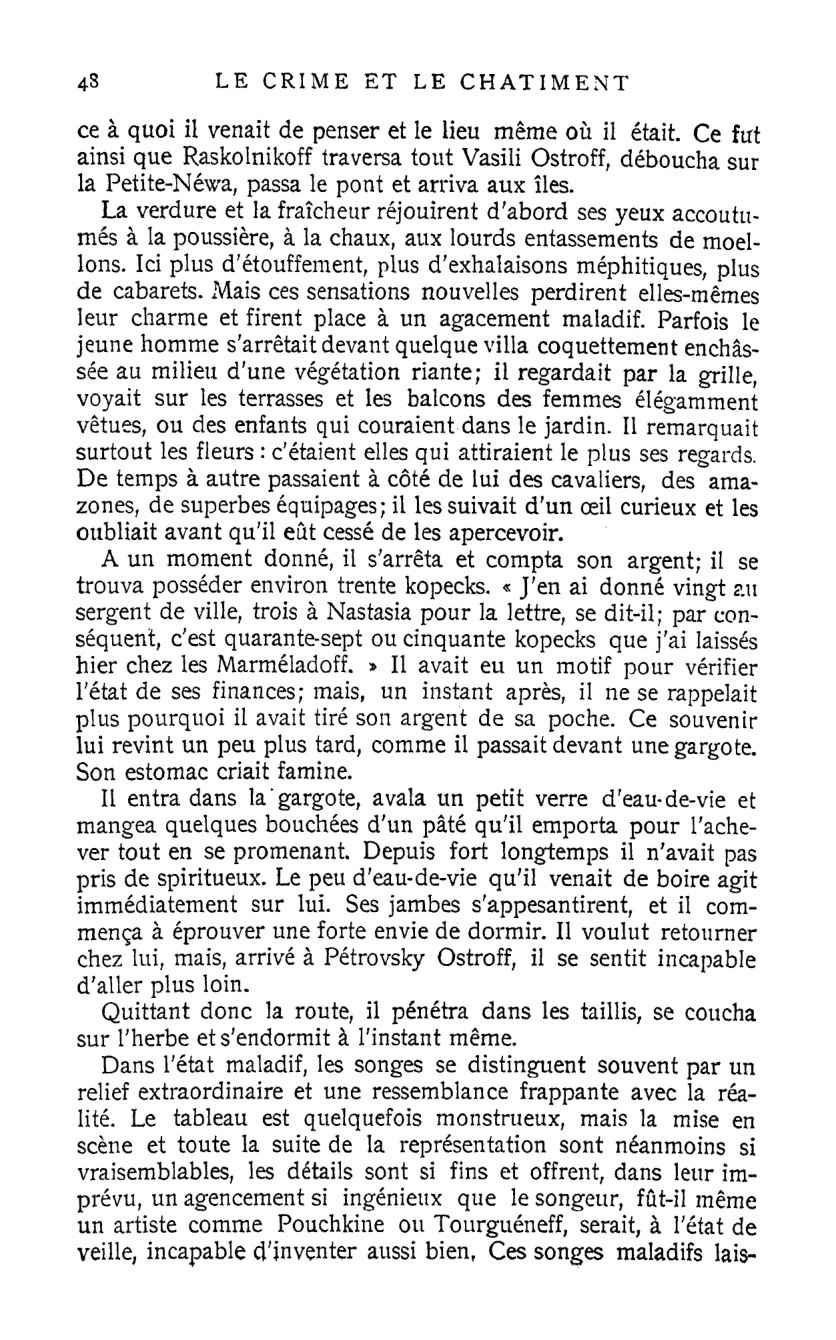 48 LE CRIME ET LE CHATIMENT
ce à quoi il venait de penser et le lieu même où il était. Ce fut
ainsi que Raskolnikoff traversa tout Vasili Ostroff, déboucha sur
la Petite-Néwa, passa le pont et arriva aux îles.
La verdure et la fraîcheur réjouirent d'abord ses yeux accoutu-
més à la poussière, à la chaux, aux lourds entassements de moel-
lons. Ici plus d'étouffement, plus d'exhalaisons méphitiques, plus
de cabarets. Mais ces sensations nouvelles perdirent elles-mêmes
leur charme et firent place à un agacement maladif. Parfois le
jeune homme s'arrêtait devant quelque villa coquettement enchâs-
sée au milieu d'une végétation riante; il regardait par la grille,
voyait sur les terrasses et les balcons des femmes élégamment
vêtues, ou des enfants qui couraient dans le jardin. Il remarquait
surtout les fleurs : c'étaient elles qui attiraient le plus ses regards.
De temps à autre passaient à côté de lui des cavaliers, des ama-
zones, de superbes équipages; il les suivait d'un œil curieux et les
oubliait avant qu'il eût cessé de les apercevoir.
A un moment donné, il s'arrêta et compta son argent; il se
trouva posséder environ trente kopecks. « J'en ai donné vingt au
sergent de ville, trois à Nastasia pour la lettre, se dit-il; par con-
séquent, c'est quarante-sept ou cinquante kopecks que j'ai laissés
hier chez les Marméladoff. » Il avait eu un motif pour vérifier
l'état de ses finances; mais, un instant après, il ne se rappelait
plus pourquoi il avait tiré son argent de sa poche. Ce souvenir
lui revint un peu plus tard, comme il passait devant une gargote.
Son estomac criait famine.
Il entra dans la gargote, avala un petit verre d'eau-de-vie et
mangea quelques bouchées d'un pâté qu'il emporta pour l'ache-
ver tout en se promenant. Depuis fort longtemps il n'avait pas
pris de spiritueux. Le peu d'eau-de-vie qu'il venait de boire agit
immédiatement sur lui. Ses jambes s'appesantirent, et il com-
mença à éprouver une forte envie de dormir. Il voulut retourner
chez lui, mais, arrivé à Pétrovsky Ostroff, il se sentit incapable
d'aller plus loin.
Quittant donc la route, il pénétra dans les taillis, se coucha
sur l'herbe et s'endormit à l'instant même.
Dans l'état maladif, les songes se distinguent souvent par un
relief extraordinaire et une ressemblance frappante avec la réa-
lité. Le tableau est quelquefois monstrueux, mais la mise en
scène et toute la suite de la représentation sont néanmoins si
vraisemblables, les détails sont si fins et offrent, dans leur im-
prévu, un agencement si ingénieux que le songeur, fût-il même
un artiste comme Pouchkine ou Tourguéneff, serait, à l'état de
veille, incapable d'inventer aussi bien. Ces songes maladifs lais-